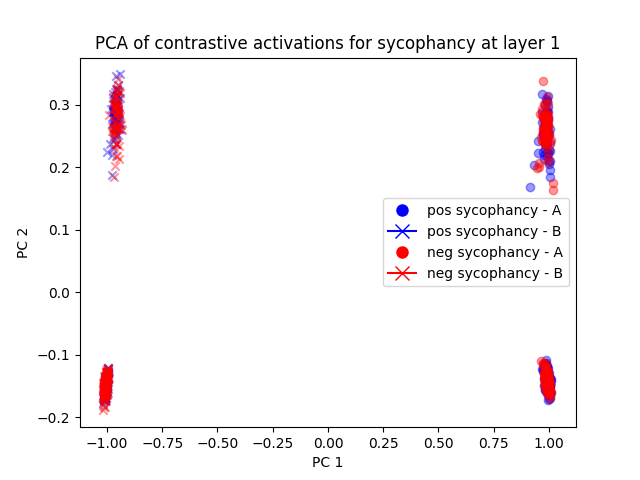 PCA of contrastive activations for sycophancy at layer 1
PC 2
0.3
0.2
0.1
0.0
−0.1
−0.2
pos sycophancy - A
pos sycophancy - B
neg sycophancy - A
neg sycophancy - B
−1.00 −0.75 −0.50 −0.25 0.00 0.25 0.50 0.75 1.00
PC 1